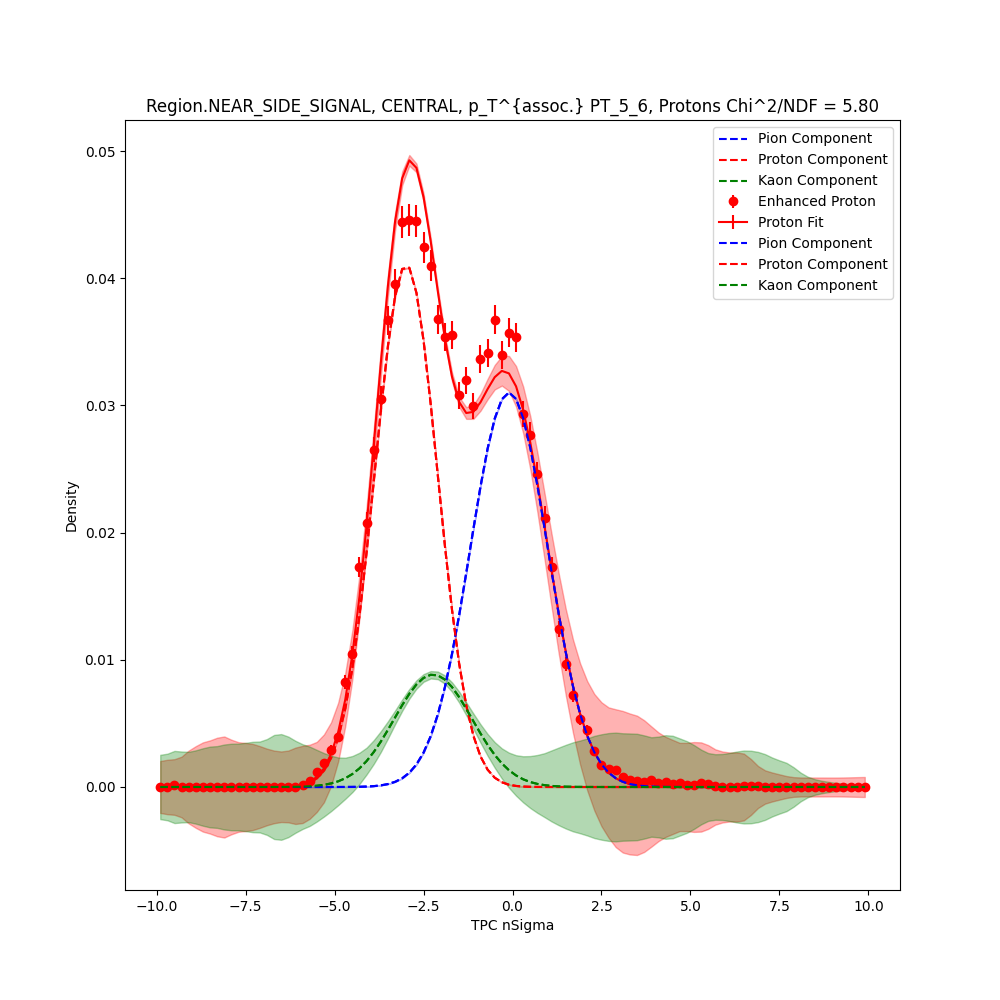 Region.NEAR_SIDE_SIGNAL, CENTRAL, p_T^{assoc.} PT_5_6, Protons Chi^2/NDF = 5.80
Pion Component
Proton Component
Kaon Component
Enhanced Proton
Proton Fit
Pion Component
Proton Component
Kaon Component
0.05
0.04
0.03
0.02
0.01
0.00
Density
−10.0 −7.5 −5.0 −2.5 0.0 2.5 5.0 7.5 10.0
TPC nSigma